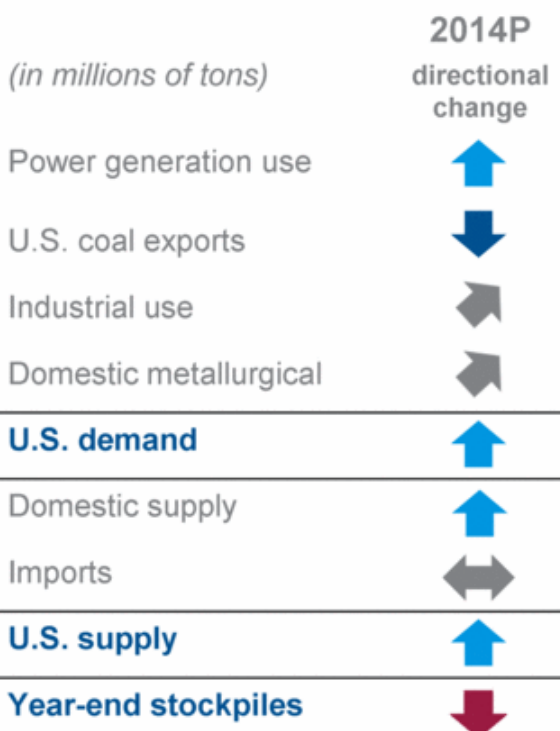 2014P
(in millions of tons)
directional
change
Power generation use
U.S. coal exports
Industrial use
Domestic metallurgical
U.S. demand
Domestic supply
Imports
U.S. supply
Year-end stockpiles